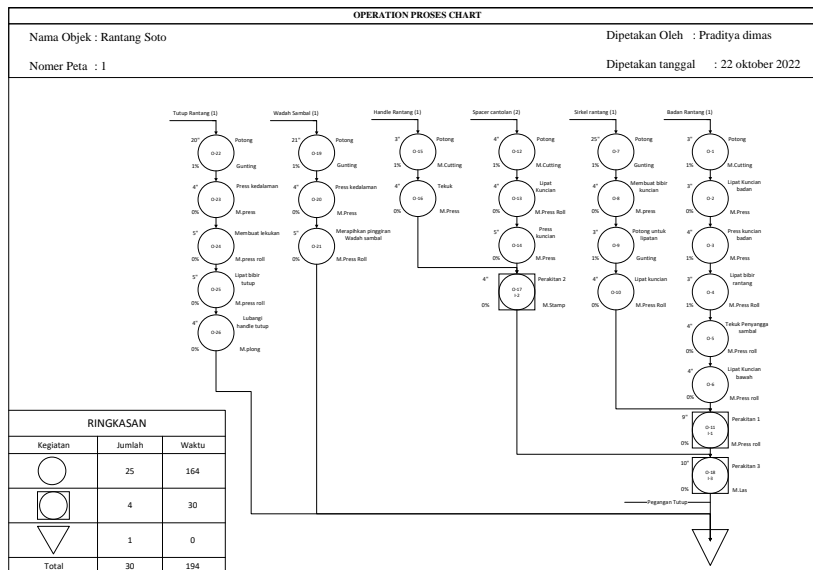 OPERATION PROSES CHART
Nama Objek : Rantang Soto
Dipetakan Oleh : Praditya dimas
Nomer Peta : 1
Dipetakan tanggal : 22 oktober 2022
Tutup Rantang (1)
Wadah Sambal (1)
Handle Rantang (1)
Spacer cantolan (2)
Sirkel rantang (1)
Badan Rantang (1)
20" O-22 Potong
1% Gunting
4" O-23 Press kedalaman
0% M.press
5" O-24 Membuat lekukan
0% M.press roll
5" O-25 Lipat bibir
tutup
0% M.press roll
4" O-26 Lubangi
handle tutup
0% M.plong
21" O-19 Potong
1% Gunting
4" O-20 Press kedalaman
0% M.Press
5" O-21 Merapihkan pinggiran
Wadah sambal
0% M.Press Roll
3" O-15 Potong
1% M.Cutting
4" O-16 Tekuk
0% M.Press
4" O-12 Potong
1% M.Cutting
4" O-13 Lipat
Kuncian
0% M.Press Roll
5" O-14 Press
kuncian
0% M.Press
4" O-17 Perakitan 2
I-2
0% M.Stamp
25" O-7 Potong
1% Gunting
4" O-8 Membuat bibir
kuncian
0% M.press
3" O-9 Potong untuk
lipatan
1% Gunting
4" O-10 Lipat kuncian
0% M.Press Roll
3" O-1 Potong
1% M.Cutting
3" O-2 Lipat Kuncian
badan
0% M.Press
4" O-3 Press kuncian
badan
1% M.Press
3" O-4 Lipat bibir
rantang
1% M.Press Roll
4" O-5 Tekuk Penyangga
sambal
0% M.Press roll
4" O-6 Lipat Kuncian
bawah
0% M.Press roll
9" O-11 Perakitan 1
I-1
0% M.Press roll
10" O-18 Perakitan 3
I-3
0% M.Las
Pegangan Tutup
RINGKASAN
Kegiatan Jumlah Waktu
25 164
4 30
1 0
Total 30 194